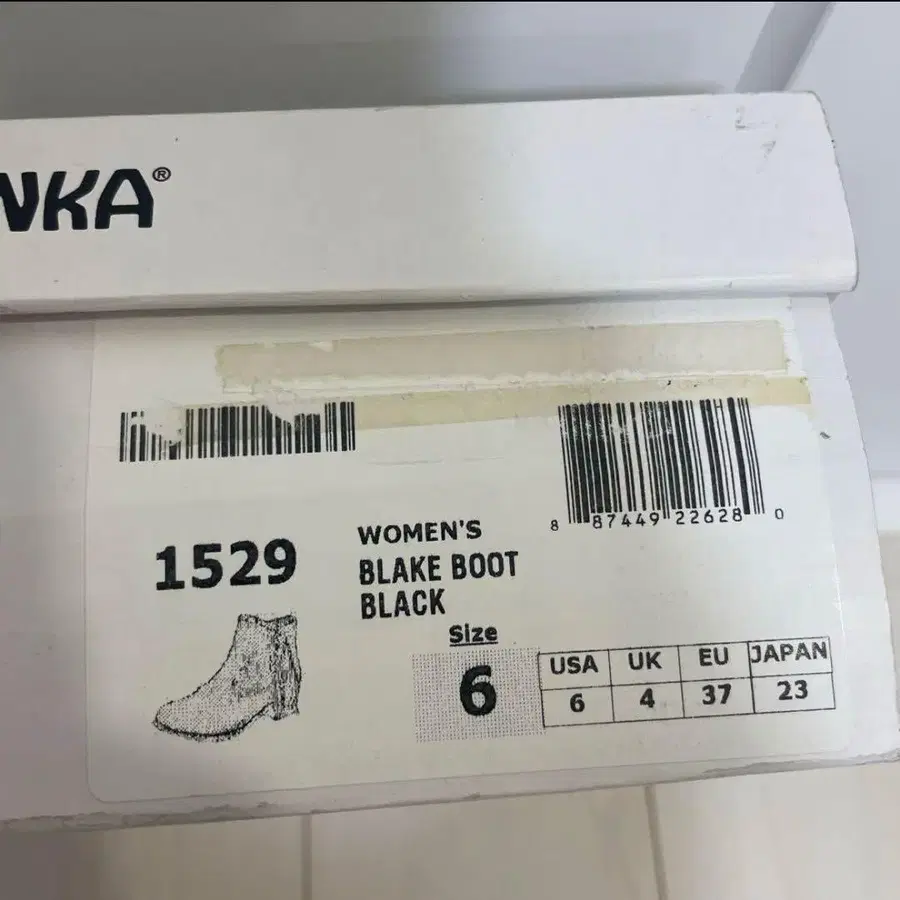 NKA®
8 87449 22628 0
1529
WOMEN'S
BLAKE BOOT
BLACK
Size
6
USA UK EU JAPAN
6 4 37 23